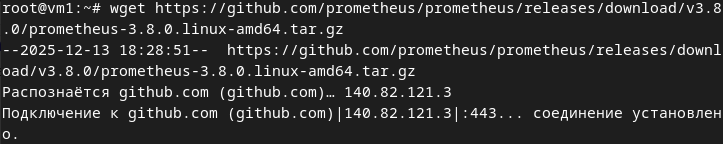 root@vm1:~# wget https://github.com/prometheus/prometheus/releases/download/v3.8
.0/prometheus-3.8.0.linux-amd64.tar.gz
--2025-12-13 18:28:51--  https://github.com/prometheus/prometheus/releases/downl
oad/v3.8.0/prometheus-3.8.0.linux-amd64.tar.gz
Распознаётся github.com (github.com)… 140.82.121.3
Подключение к github.com (github.com)|140.82.121.3|:443... соединение установлен
о.